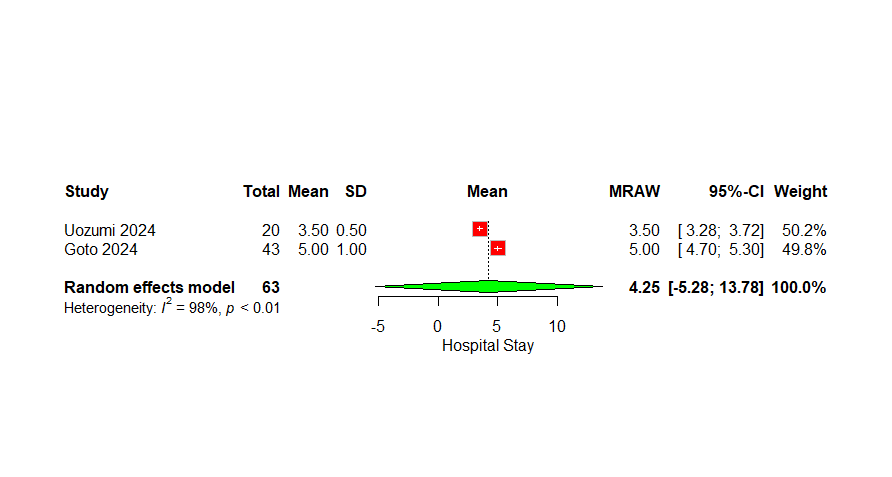 Study Total Mean SD Mean MRAW 95%-CI Weight
Uozumi 2024 20 3.50 0.50 3.50 [ 3.28; 3.72] 50.2%
Goto 2024 43 5.00 1.00 5.00 [ 4.70; 5.30] 49.8%
Random effects model 63 4.25 [-5.28; 13.78] 100.0%
Heterogeneity: I² = 98%, p < 0.01
-5 0 5 10
Hospital Stay